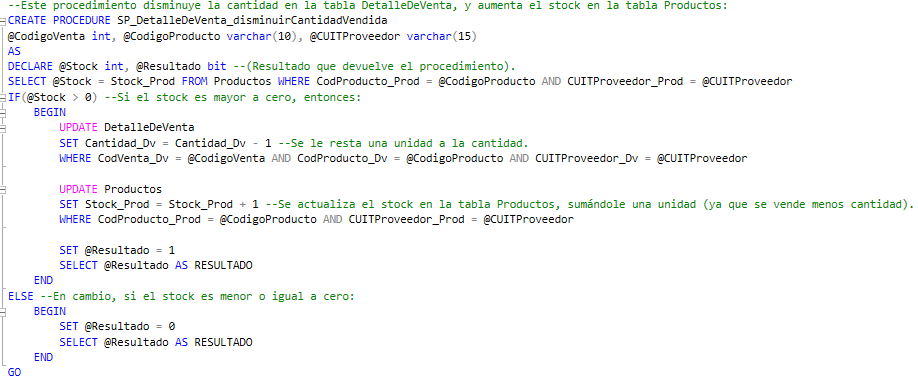 --Este procedimiento disminuye la cantidad en la tabla DetalleDeVenta, y aumenta el stock en la tabla Productos:
CREATE PROCEDURE SP_DetalleDeVenta_disminuirCantidadVendida
@CodigoVenta int, @CodigoProducto varchar(10), @CUITProveedor varchar(15)
AS
DECLARE @Stock int, @Resultado bit --(Resultado que devuelve el procedimiento).
SELECT @Stock = Stock_Prod FROM Productos WHERE CodProducto_Prod = @CodigoProducto AND CUITProveedor_Prod = @CUITProveedor
IF(@Stock > 0) --Si el stock es mayor a cero, entonces:
BEGIN
UPDATE DetalleDeVenta
SET Cantidad_Dv = Cantidad_Dv - 1 --Se le resta una unidad a la cantidad.
WHERE CodVenta_Dv = @CodigoVenta AND CodProducto_Dv = @CodigoProducto AND CUITProveedor_Dv = @CUITProveedor
UPDATE Productos
SET Stock_Prod = Stock_Prod + 1 --Se actualiza el stock en la tabla Productos, sumándole una unidad (ya que se vende menos cantidad).
WHERE CodProducto_Prod = @CodigoProducto AND CUITProveedor_Prod = @CUITProveedor
SET @Resultado = 1
SELECT @Resultado AS RESULTADO
END
ELSE --En cambio, si el stock es menor o igual a cero:
BEGIN
SET @Resultado = 0
SELECT @Resultado AS RESULTADO
END
GO